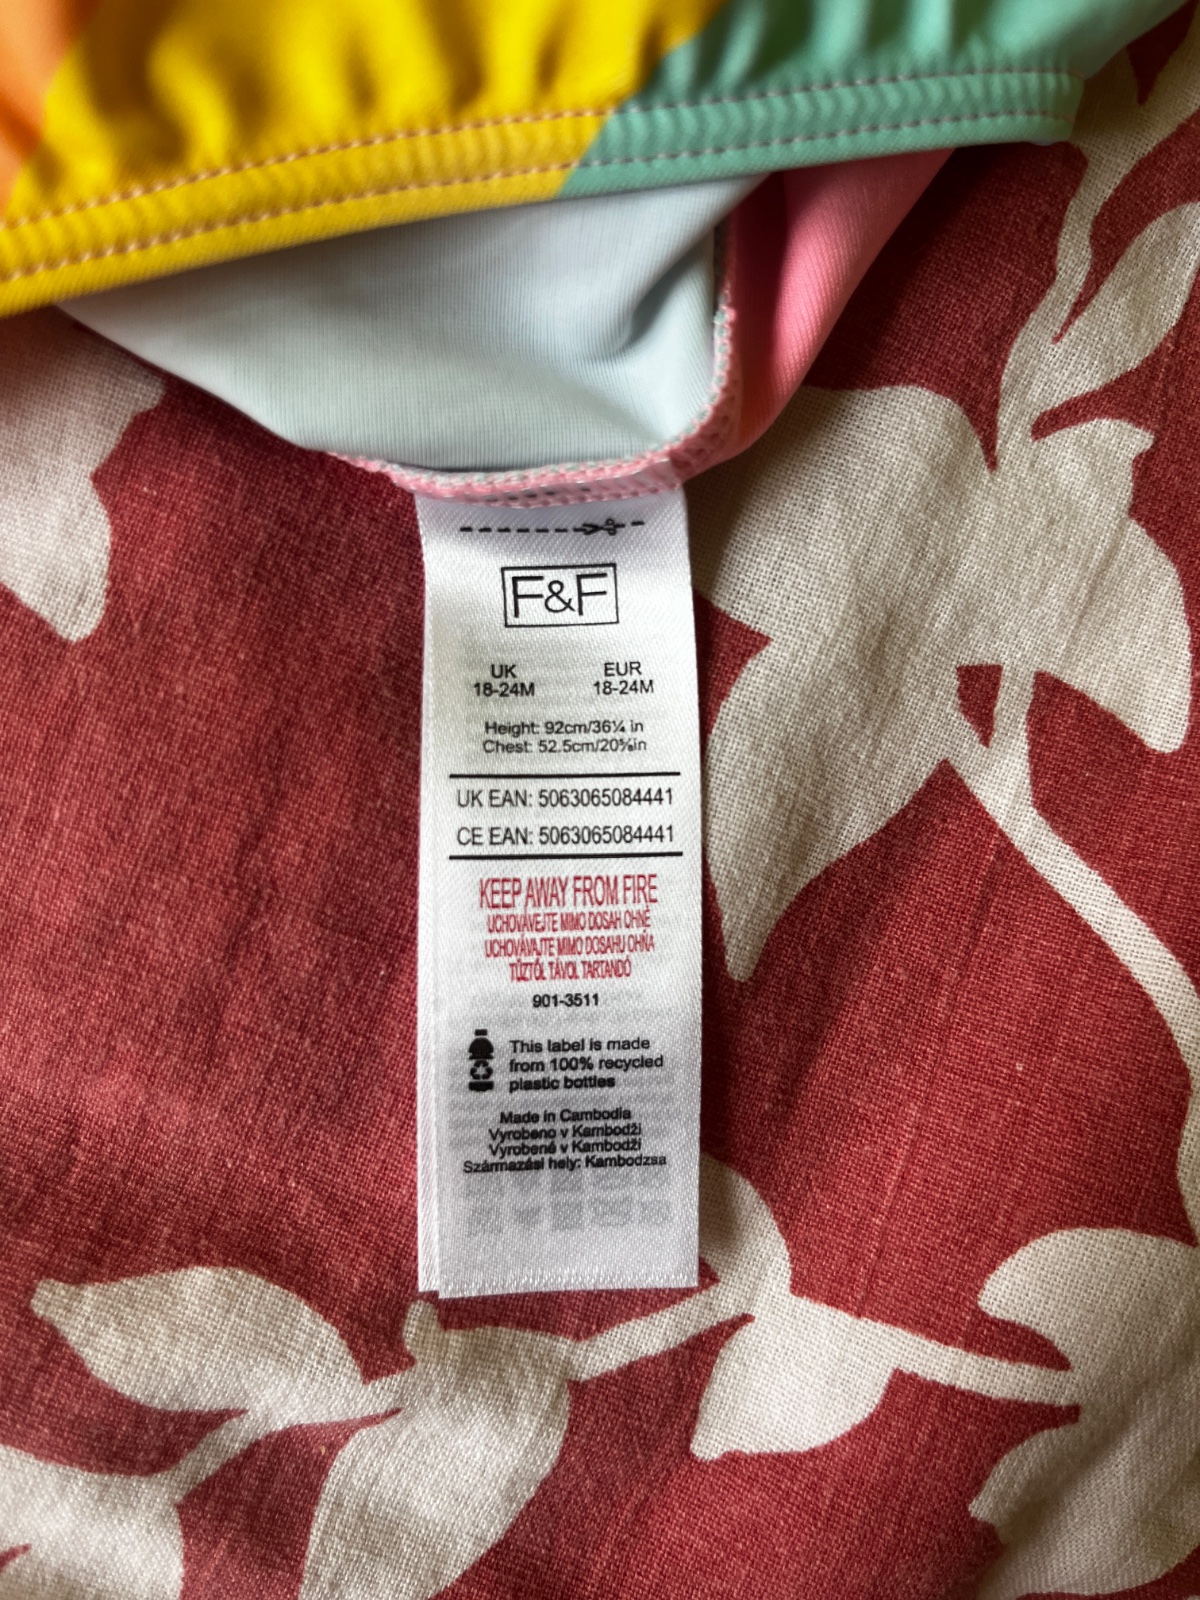 F&F
UK EUR
18-24M 18-24M
Height: 92cm/36¼ in
Chest: 52.5cm/20⅝in
UK EAN: 5063065084441
CE EAN: 5063065084441
KEEP AWAY FROM FIRE
UCHOVÁVEJTE MIMO DOSAH OHNĚ
UCHOVÁVAJTE MIMO DOSAHU OHŇA
TŰZTŐL TÁVOL TARTANDÓ
901-3511
This label is made
from 100% recycled
plastic bottles
Made in Cambodia
Vyrobeno v Kambodži
Vyrobené v Kambodži
Származási hely: Kambodzsa